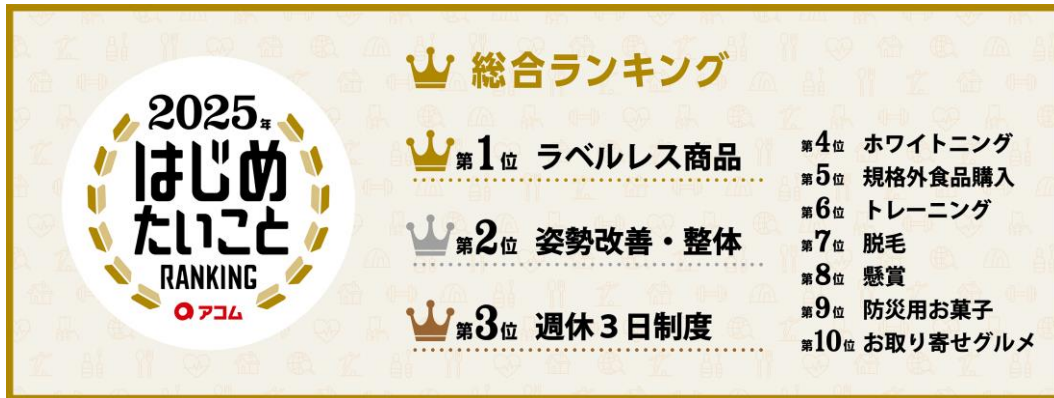 2025年
はじめ
たいこと
RANKING
アコム
総合ランキング
第1位 ラベルレス商品
第2位 姿勢改善・整体
第3位 週休３日制度
第4位 ホワイトニング
第5位 規格外食品購入
第6位 トレーニング
第7位 脱毛
第8位 懸賞
第9位 防災用お菓子
第10位 お取り寄せグルメ